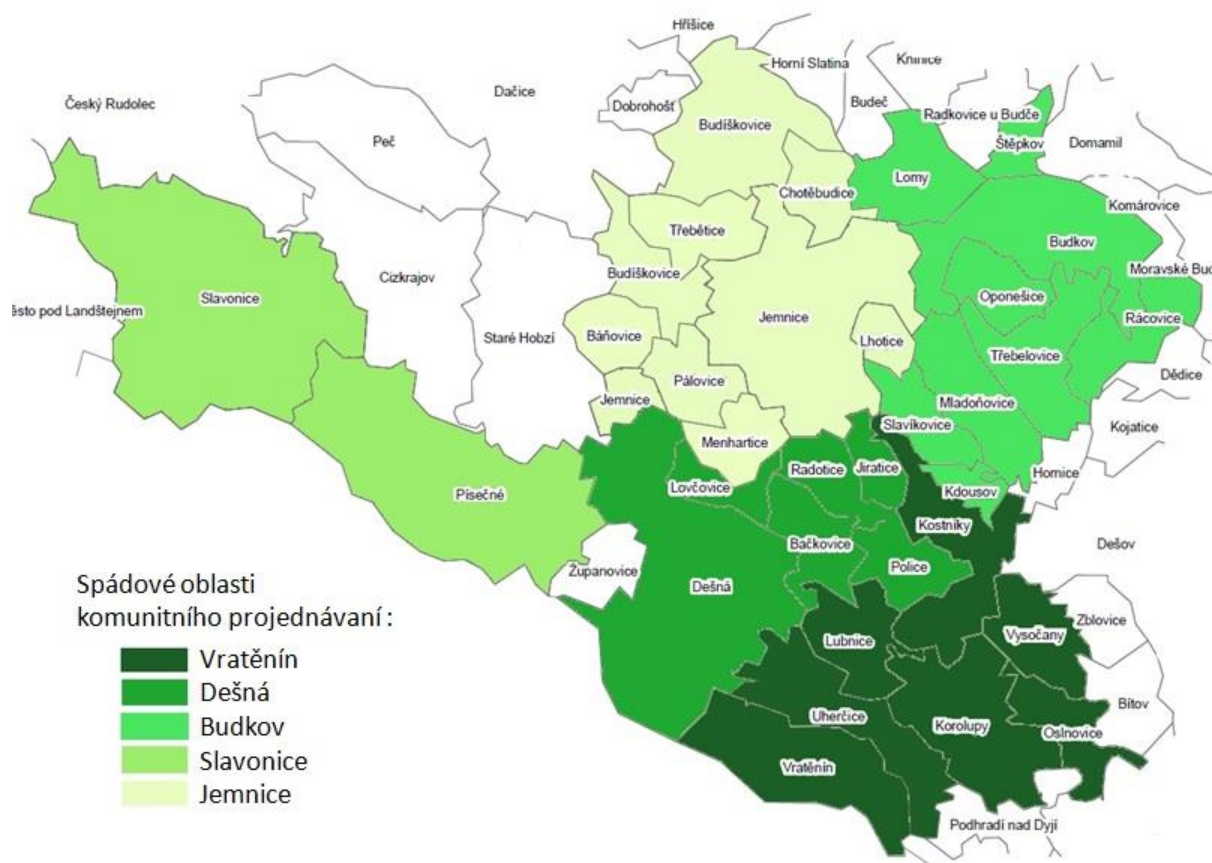 Hříšice
Horní Slatina
Kninice
Český Rudolec
Dačice
Dobrohošť
Budeč
Radkovice u Budče
Peč
Budíškovice
Štěpkov
Domamil
Chotěbudice
Lomy
Komárovice
Třebětice
Budkov
Cizkrajov
Budíškovice
Moravské Bud
Slavonice
Oponešice
ěsto pod Landštejnem
Jemnice
Rácovice
Staré Hobzí
Báňovice
Lhotice
Třebelovice
Dědice
Pálovice
Jemnice
Mladoňovice
Slavíkovice
Kojatice
Menhartice
Radotice
Jiratice
Hornice
Lovčovice
Kdousov
Písečné
Kostníky
Bačkovice
Dešov
Županovice
Police
Dešná
Spádové oblasti
komunitního projednávaní :
Vratěnín
Dešná
Budkov
Slavonice
Jemnice
Zblovice
Vysočany
Lubnice
Bítov
Uherčice
Korolupy
Oslnovice
Vratěnín
Podhradí nad Dyjí